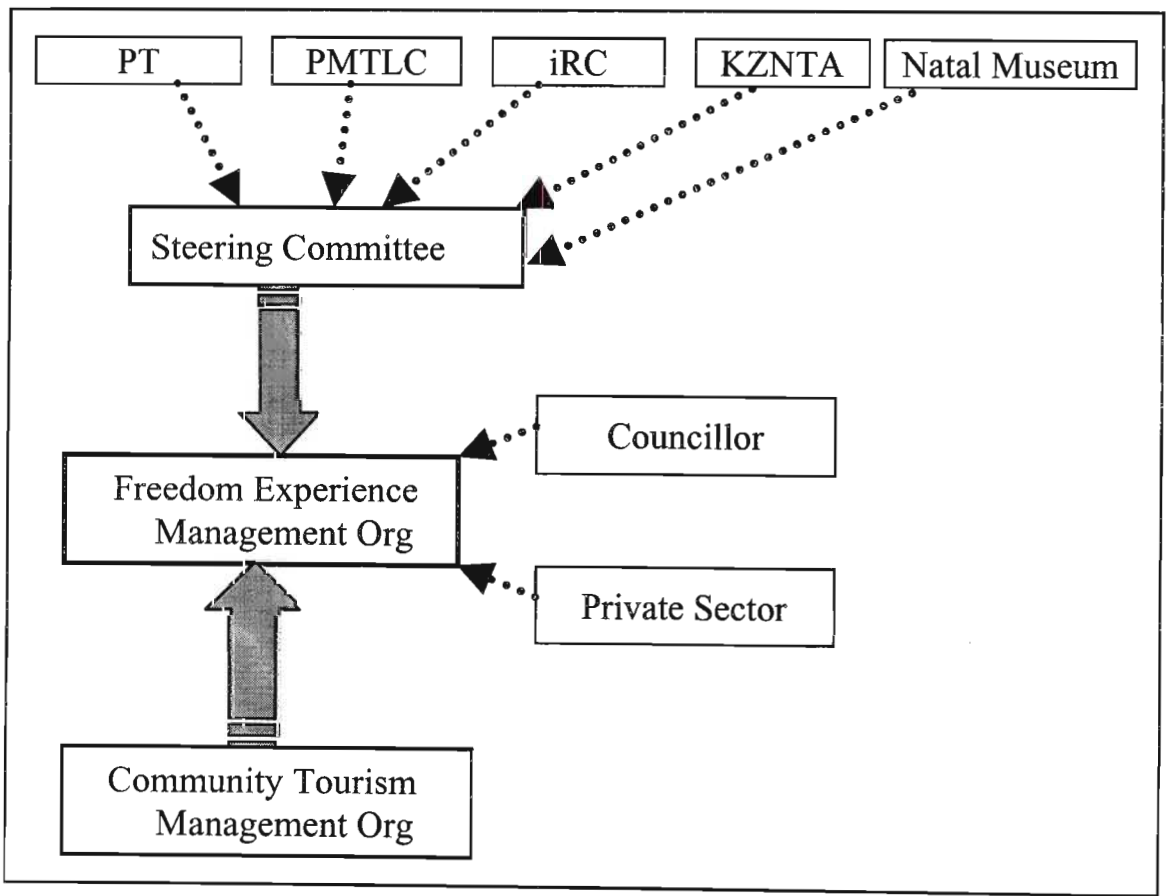 PT
PMTLC
iRC
KZNTA
Natal Museum
Steering Committee
Councillor
Freedom Experience
Management Org
Private Sector
Community Tourism
Management Org